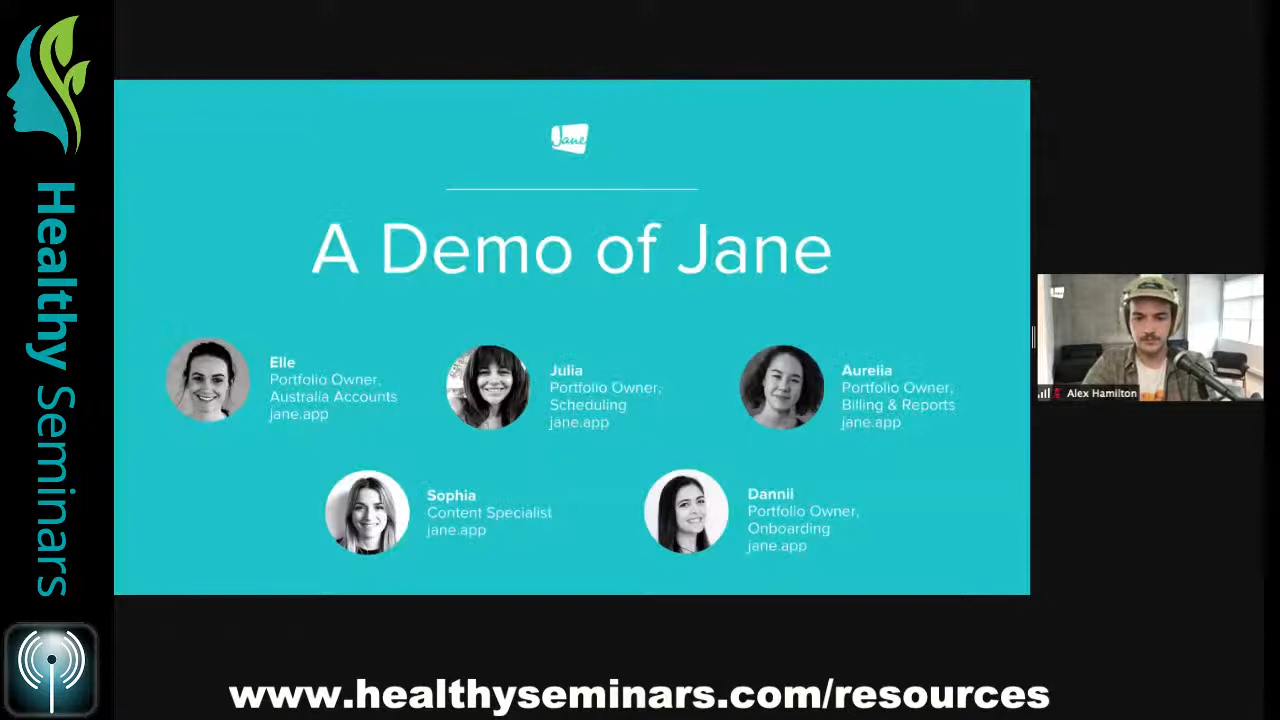 Healthy Seminars
Jane
A Demo of Jane
Elle
Portfolio Owner,
Australia Accounts
jane.app
Julia
Portfolio Owner,
Scheduling
jane.app
Aurelia
Portfolio Owner,
Billing & Reports
jane.app
Sophia
Content Specialist
jane.app
Dannii
Portfolio Owner,
Onboarding
jane.app
Alex Hamilton
www.healthyseminars.com/resources